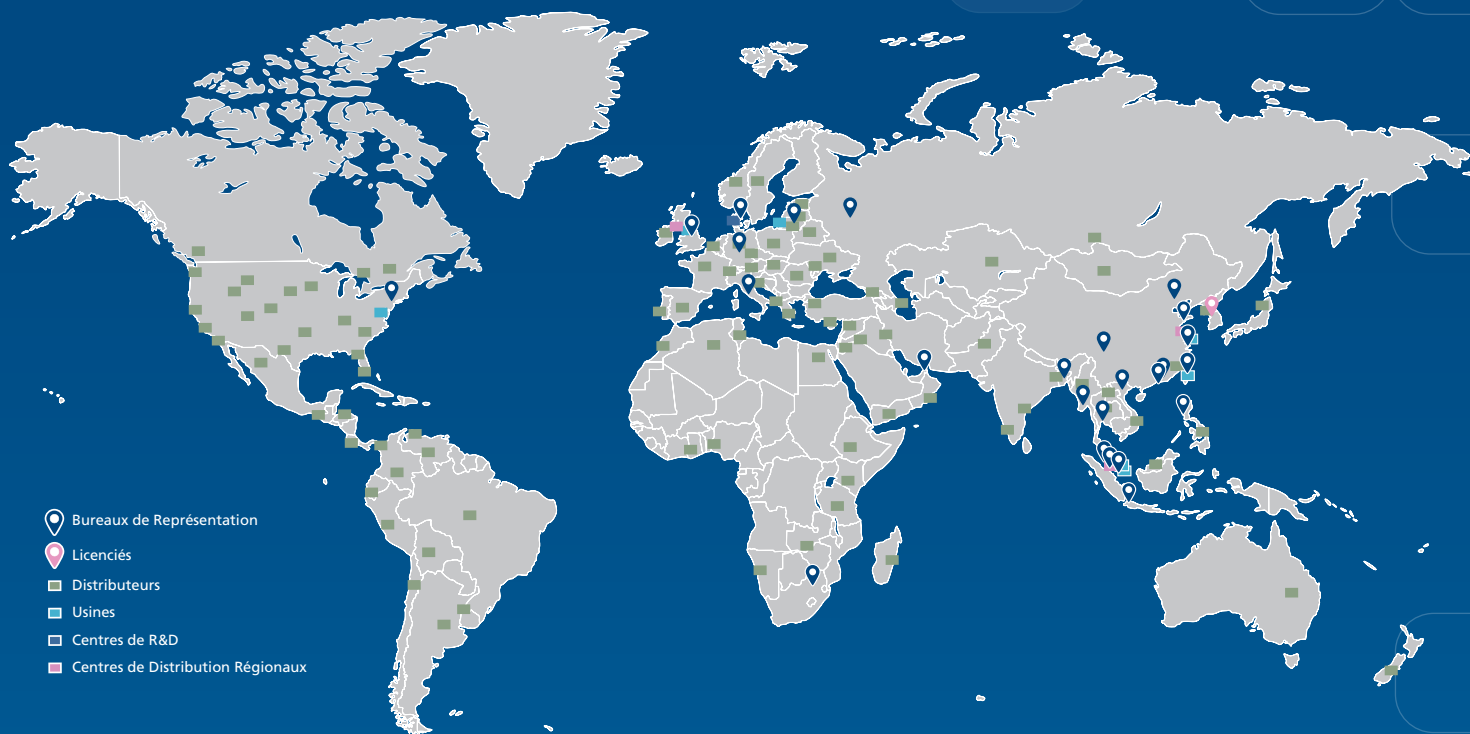 Bureaux de Représentation
Licenciés
Distributeurs
Usines
Centres de R&D
Centres de Distribution Régionaux